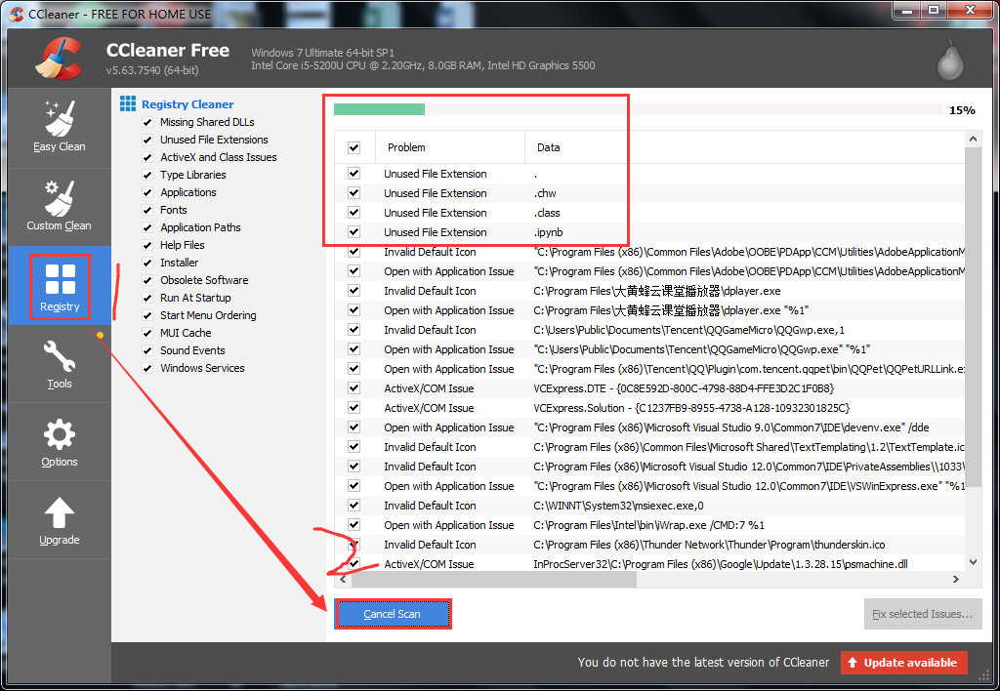 CCleaner - FREE FOR HOME USE
CCleaner Free
v5.63.7540 (64-bit)
Windows 7 Ultimate 64-bit SP1
Intel Core i5-5200U CPU @ 2.20GHz, 8.0GB RAM, Intel HD Graphics 5500
Easy Clean
Custom Clean
Registry
Tools
Options
Upgrade
Registry Cleaner
Missing Shared DLLs
Unused File Extensions
ActiveX and Class Issues
Type Libraries
Applications
Fonts
Application Paths
Help Files
Installer
Obsolete Software
Run At Startup
Start Menu Ordering
MUI Cache
Sound Events
Windows Services
15%
Problem Data
Unused File Extension .
Unused File Extension .chw
Unused File Extension .class
Unused File Extension .ipynb
Invalid Default Icon "C:\Program Files (x86)\Common Files\Adobe\OOBE\PDApp\CCM\Utilities\AdobeApplicationM
Open with Application Issue "C:\Program Files (x86)\Common Files\Adobe\OOBE\PDApp\CCM\Utilities\AdobeApplicationM
Invalid Default Icon C:\Program Files\大黄蜂云课堂播放器\dplayer.exe
Open with Application Issue C:\Program Files\大黄蜂云课堂播放器\dplayer.exe "%1"
Invalid Default Icon C:\Users\Public\Documents\Tencent\QQGameMicro\QQGwp.exe,1
Open with Application Issue "C:\Users\Public\Documents\Tencent\QQGameMicro\QQGwp.exe" "%1"
Open with Application Issue "C:\Program Files (x86)\Tencent\QQ\Plugin\com.tencent.qqpet\bin\QQPet\QQPetURLLink.ex
ActiveX/COM Issue VCExpress.DTE - {0C8E592D-800C-4798-88D4-FFE3D2C1F0B8}
ActiveX/COM Issue VCExpress.Solution - {C1237FB9-8955-4738-A128-10932301825C}
Open with Application Issue "C:\Program Files (x86)\Microsoft Visual Studio 9.0\Common7\IDE\devenv.exe" /dde
Invalid Default Icon C:\Program Files (x86)\Common Files\Microsoft Shared\TextTemplating\1.2\TextTemplate.ic
Invalid Default Icon C:\Program Files (x86)\Microsoft Visual Studio 12.0\Common7\IDE\PrivateAssemblies\\1033\
Open with Application Issue "C:\Program Files (x86)\Microsoft Visual Studio 12.0\Common7\IDE\VSWinExpress.exe" "%1
Invalid Default Icon C:\WINNT\System32\msiexec.exe,0
Open with Application Issue C:\Program Files\Intel\bin\iWrap.exe /CMD:7 %1
Invalid Default Icon C:\Program Files (x86)\Thunder Network\Thunder\Program\thunderskin.ico
ActiveX/COM Issue InProcServer32\C:\Program Files (x86)\Google\Update\1.3.28.15\psmachine.dll
Cancel Scan
Fix selected Issues...
You do not have the latest version of CCleaner
Update available